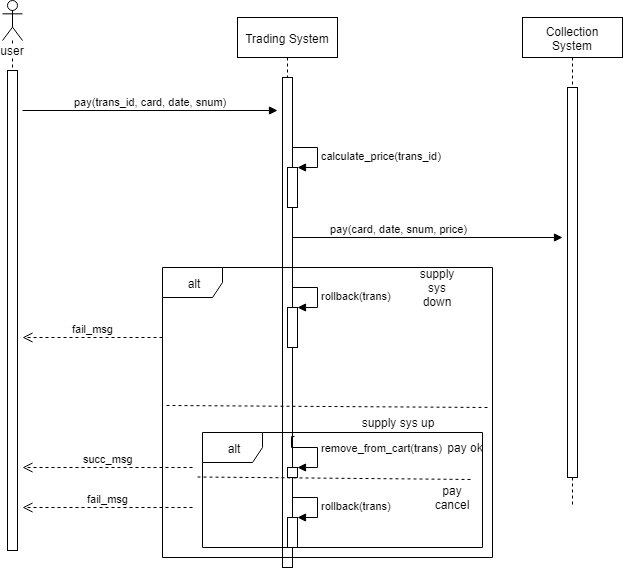 user
Trading System
Collection
System
pay(trans_id, card, date, snum)
calculate_price(trans_id)
pay(card, date, snum, price)
alt
supply
sys
down
rollback(trans)
fail_msg
supply sys up
alt
remove_from_cart(trans)
pay ok
succ_msg
pay
cancel
fail_msg
rollback(trans)